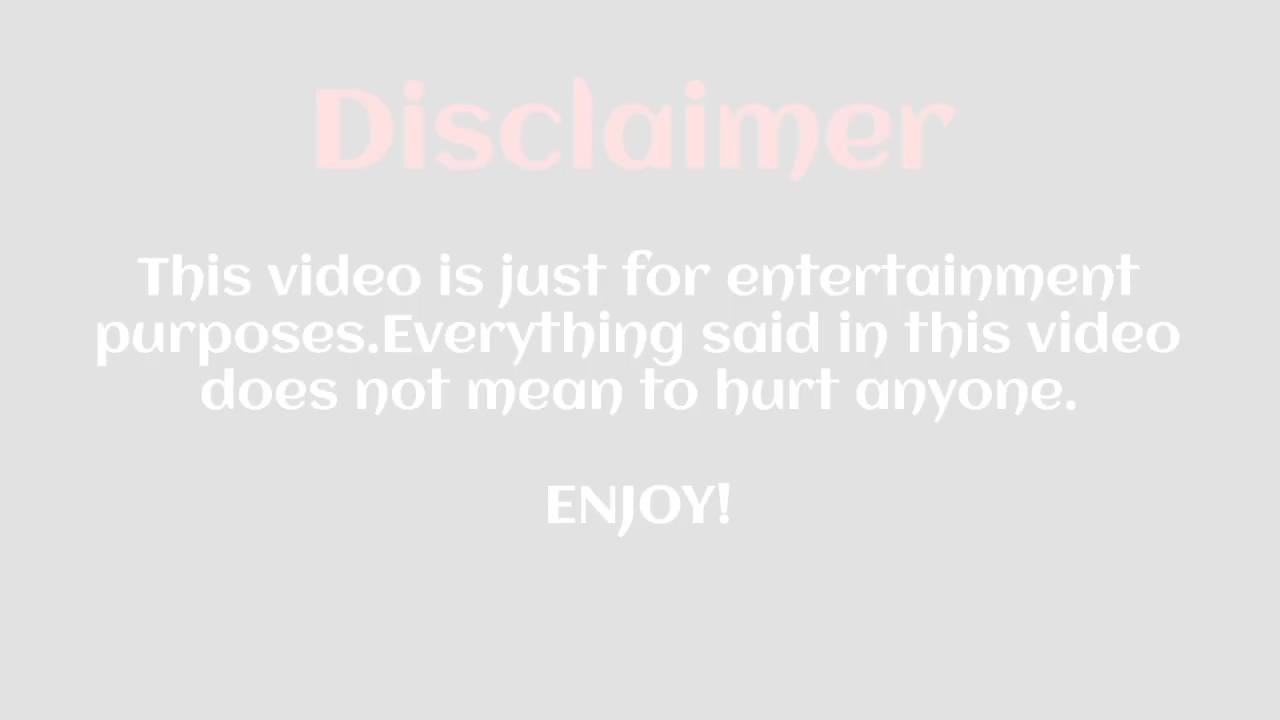 Disclaimer
This video is just for entertainment
purposes.Everything said in this video
does not mean to hurt anyone.
ENJOY!